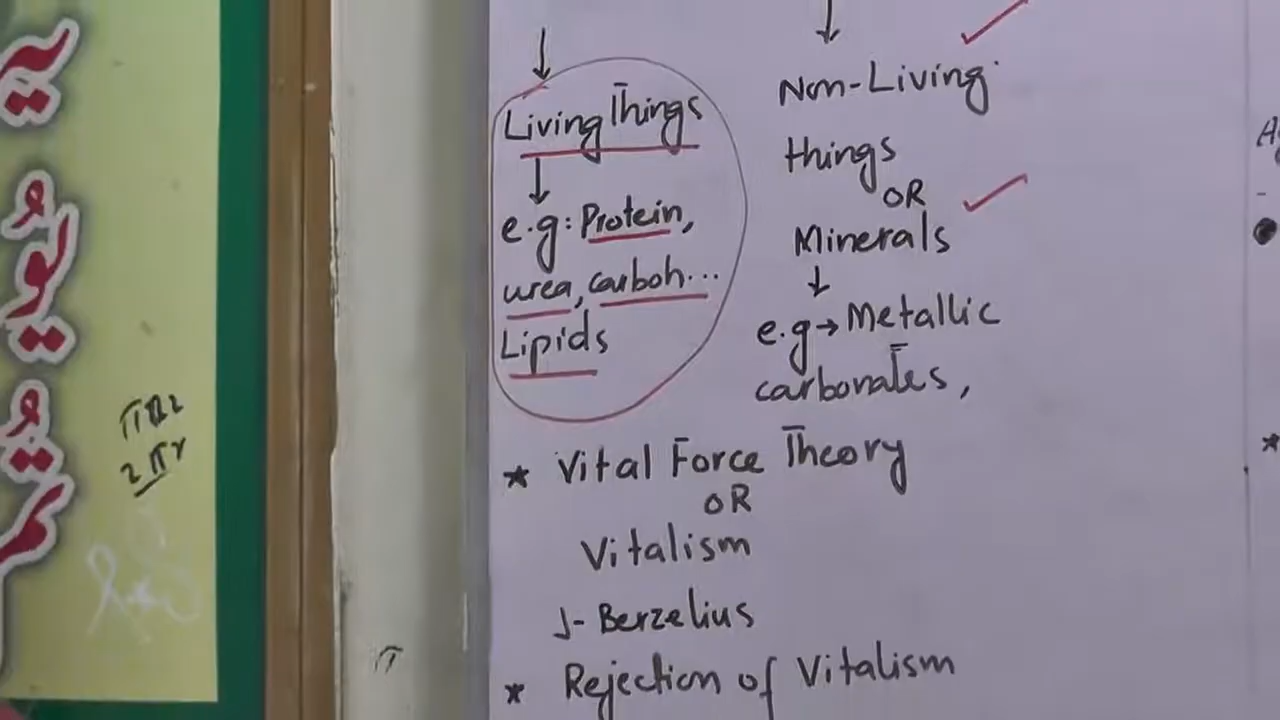 Living Things
e.g: Protein,
urea, carboh...
Lipids
Non-Living
things
OR
Minerals
e.g→ Metallic
carbonates,
* Vital Force Theory
OR
Vitalism
J- Berzelius
* Rejection of Vitalism
2πr
π